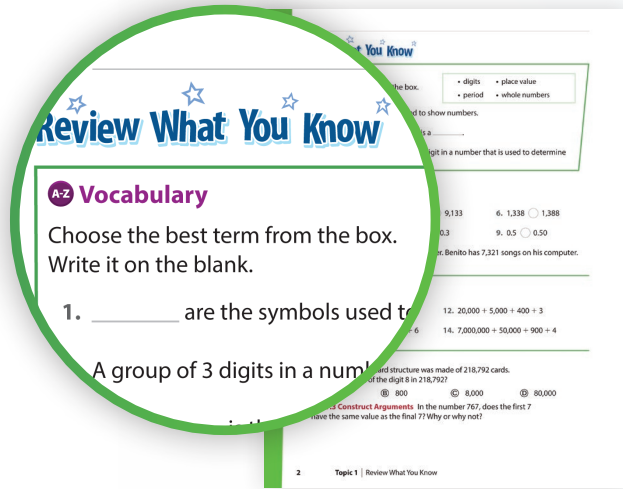 Review What You Know
A-Z Vocabulary
Choose the best term from the box.
Write it on the blank.
1. ________ are the symbols used to
A group of 3 digits in a num
What You Know
the box.
• digits • place value
• period • whole numbers
to show numbers.
is a ______.
digit in a number that is used to determine
9,133 6. 1,338 ◯ 1,388
0.3 9. 0.5 ◯ 0.50
Benito has 7,321 songs on his computer.
12. 20,000 + 5,000 + 400 + 3
+ 6 14. 7,000,000 + 50,000 + 900 + 4
card structure was made of 218,792 cards.
of the digit 8 in 218,792?
Ⓑ 800 Ⓒ 8,000 Ⓓ 80,000
Construct Arguments In the number 767, does the first 7
have the same value as the final 7? Why or why not?
2 Topic 1 | Review What You Know